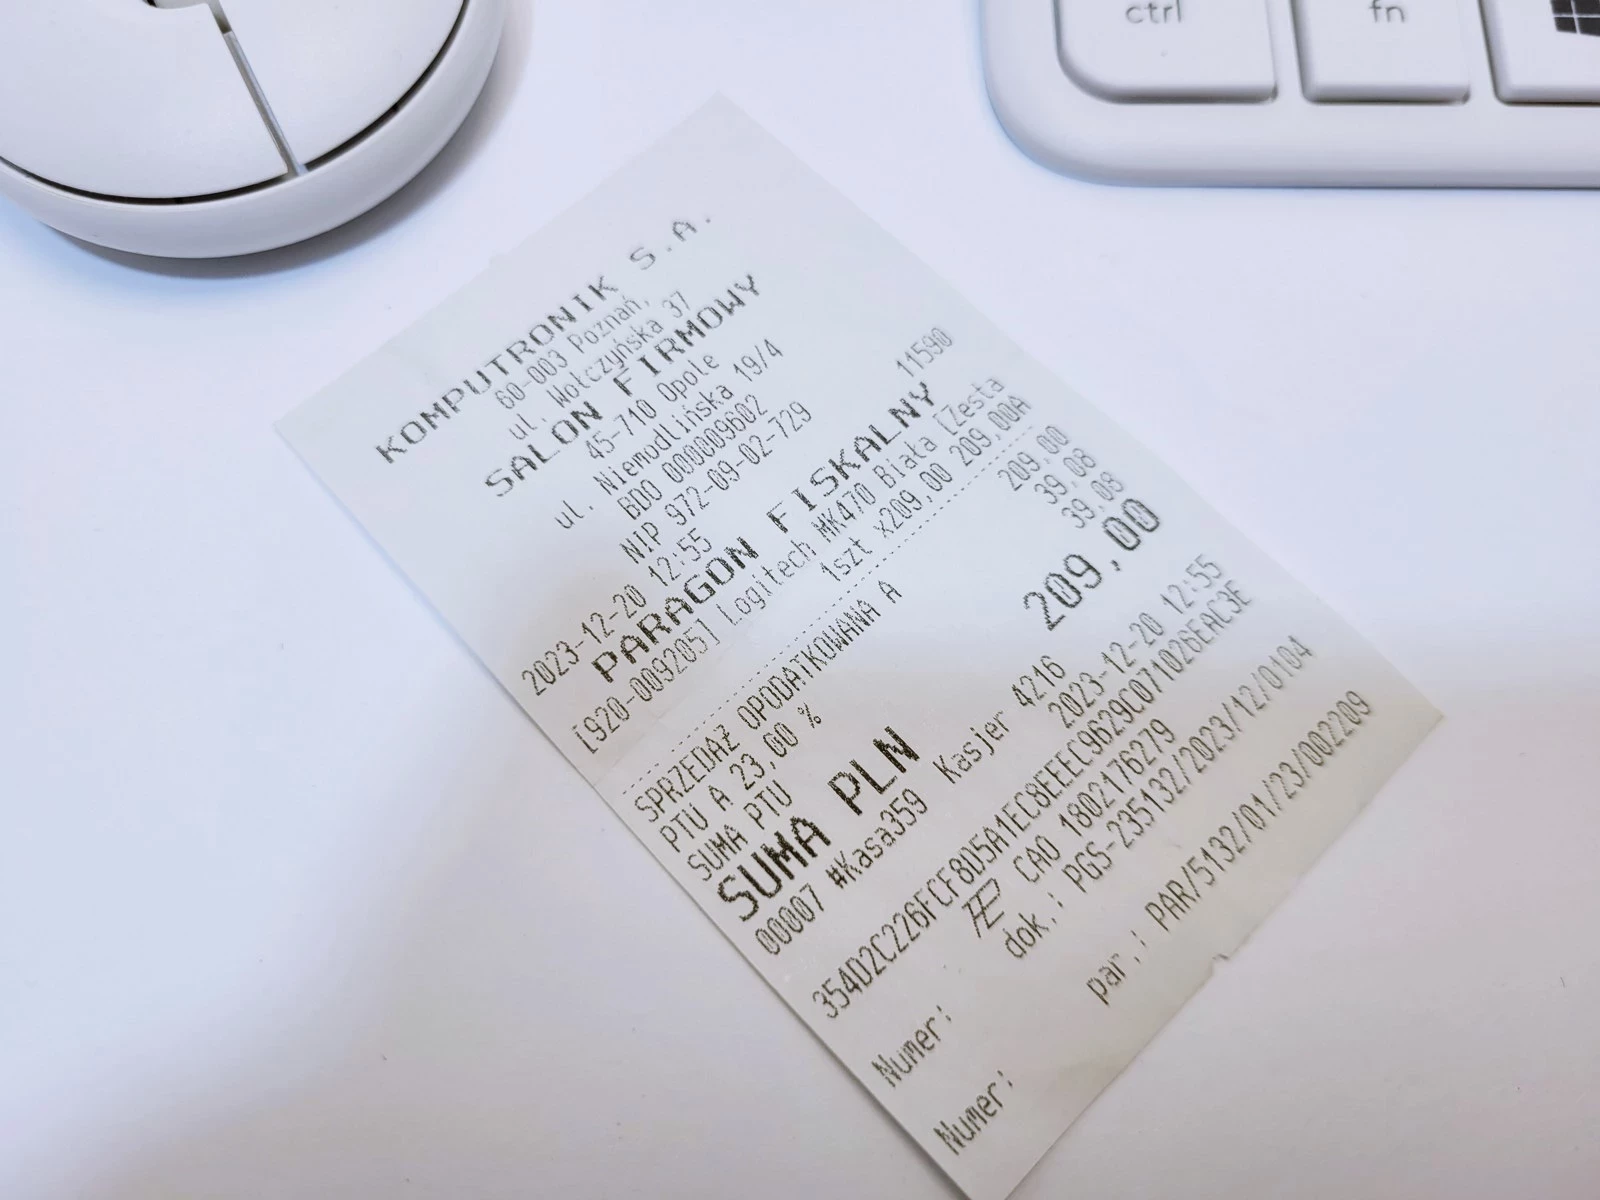 ctrl
fn
KOMPUTRONIK S.A.
60-003 Poznań,
ul. Wołczyńska 37
SALON FIRMOWY
45-710 Opole
ul. Niemodlińska 19/4
BDO 000009602
NIP 972-09-02-729
2023-12-20 12:55 11590
PARAGON FISKALNY
[920-009205] Logitech MK470 Biała [Zesta
1szt x209,00 209,00A
SPRZEDAŻ OPODATKOWANA A 209,00
PTU A 23,00 % 39,08
SUMA PTU 39,08
SUMA PLN 209,00
00007 #Kasa359 Kasjer 4216 2023-12-20 12:55
354D2C226FCF8D5A1EC8EEEC9629C071026EAC3E
CAO 1802176279
Numer: dok.: PGS-235132/2023/12/0104
Numer: par.: PAR/5132/01/23/002209